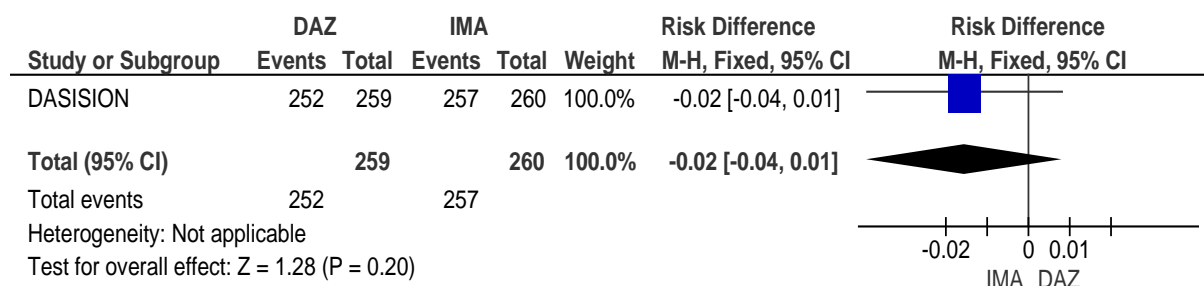 DAZ IMA Risk Difference Risk Difference
Study or Subgroup Events Total Events Total Weight M-H, Fixed, 95% CI M-H, Fixed, 95% CI
DASISION 252 259 257 260 100.0% -0.02 [-0.04, 0.01]
Total (95% CI) 259 260 100.0% -0.02 [-0.04, 0.01]
Total events 252 257
Heterogeneity: Not applicable
Test for overall effect: Z = 1.28 (P = 0.20)
-0.02 0 0.01
IMA DAZ